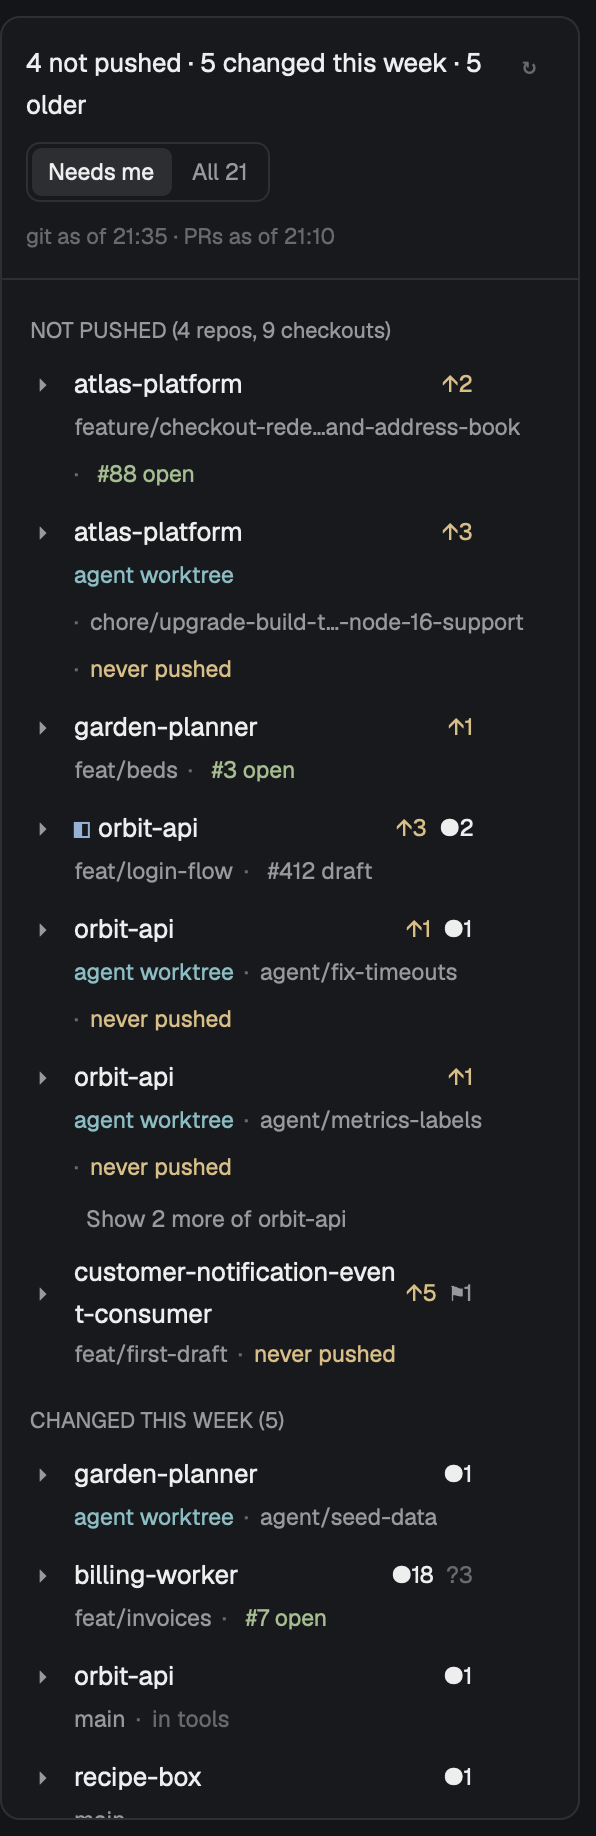 4 not pushed · 5 changed this week · 5
older
↻
Needs me All 21
git as of 21:35 · PRs as of 21:10
NOT PUSHED (4 repos, 9 checkouts)
atlas-platform ↑2
feature/checkout-rede…and-address-book
· #88 open
atlas-platform ↑3
agent worktree
· chore/upgrade-build-t…-node-16-support
· never pushed
garden-planner ↑1
feat/beds · #3 open
orbit-api ↑3 ●2
feat/login-flow · #412 draft
orbit-api ↑1 ●1
agent worktree · agent/fix-timeouts
· never pushed
orbit-api ↑1
agent worktree · agent/metrics-labels
· never pushed
Show 2 more of orbit-api
customer-notification-even
t-consumer ↑5 ⚑1
feat/first-draft · never pushed
CHANGED THIS WEEK (5)
garden-planner ●1
agent worktree · agent/seed-data
billing-worker ●18 ?3
feat/invoices · #7 open
orbit-api ●1
main · in tools
recipe-box ●1
main